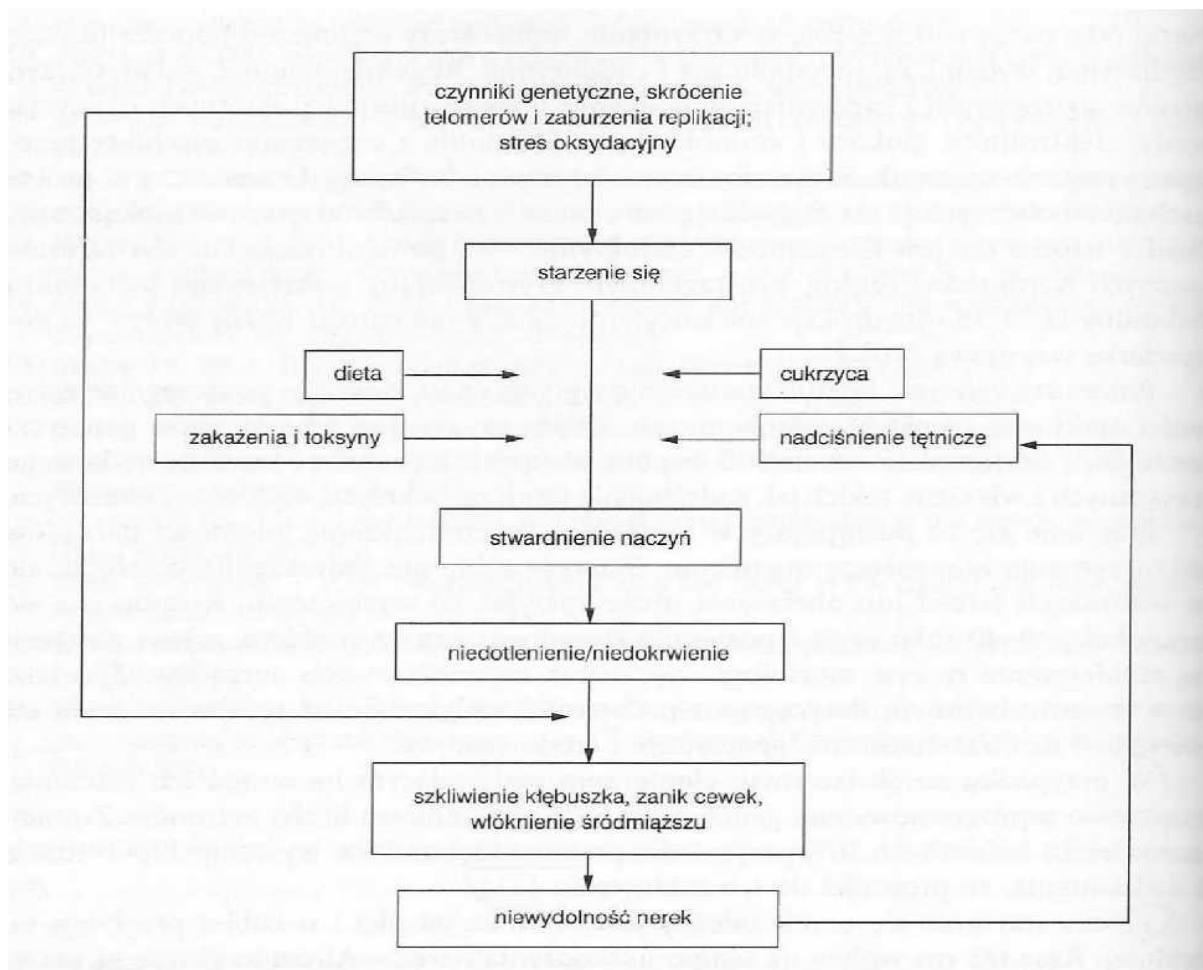 czynniki genetyczne, skrócenie
telomerów i zaburzenia replikacji;
stres oksydacyjny
starzenie się
dieta
cukrzyca
zakażenia i toksyny
nadciśnienie tętnicze
stwardnienie naczyń
niedotlenienie/niedokrwienie
szkliwienie kłębuszka, zanik cewek,
włóknienie śródmiąższu
niewydolność nerek